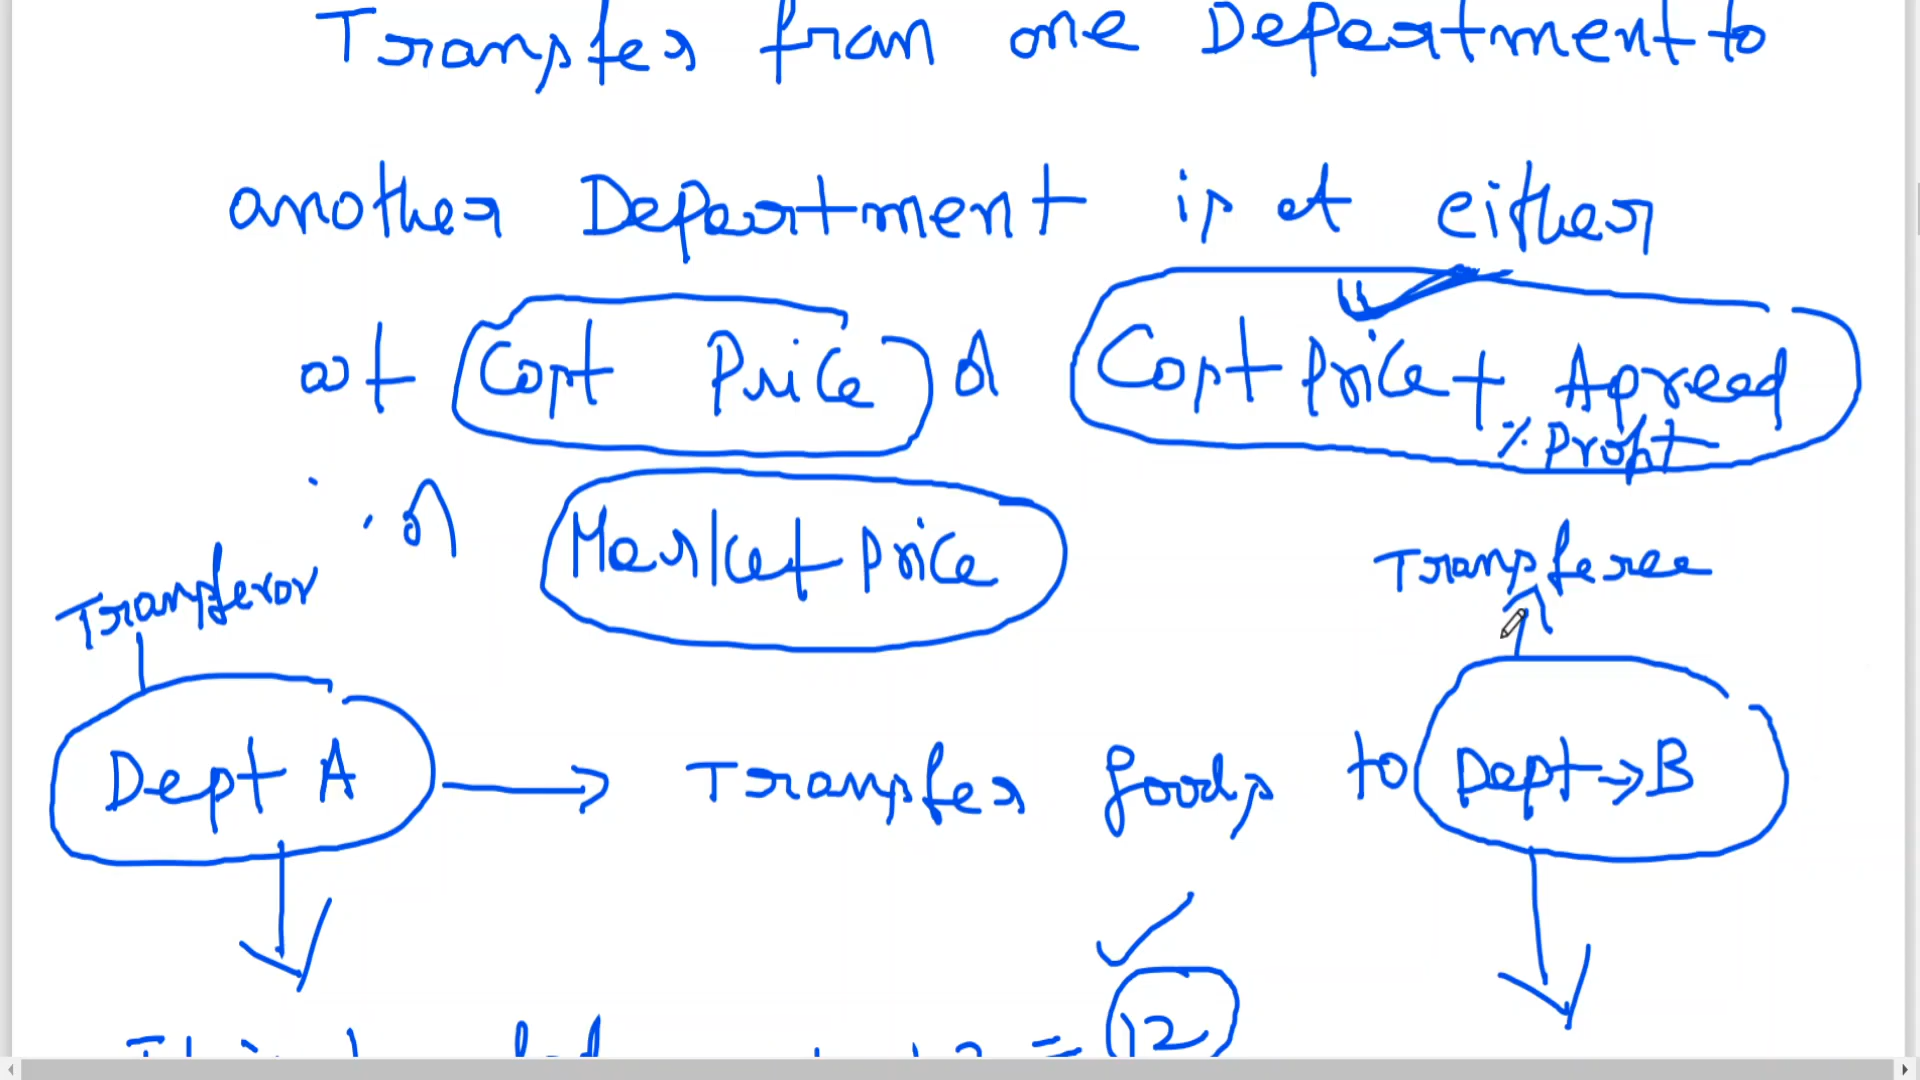 Transfer from one Department to
another Department is at either
at Cost Price or Cost Price + Agreed
% Profit
or Market Price
Transferor
Transferee
Dept A → Transfer goods to Dept → B
= 12